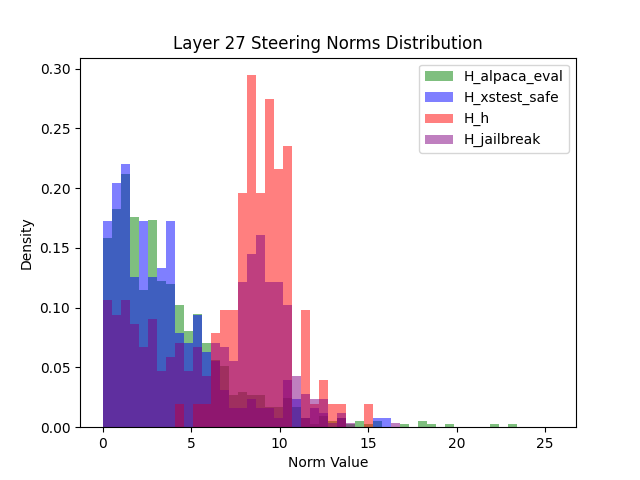 Layer 27 Steering Norms Distribution
H_alpaca_eval
H_xstest_safe
H_h
H_jailbreak
0.30
0.25
0.20
0.15
0.10
0.05
0.00
Density
0 5 10 15 20 25
Norm Value